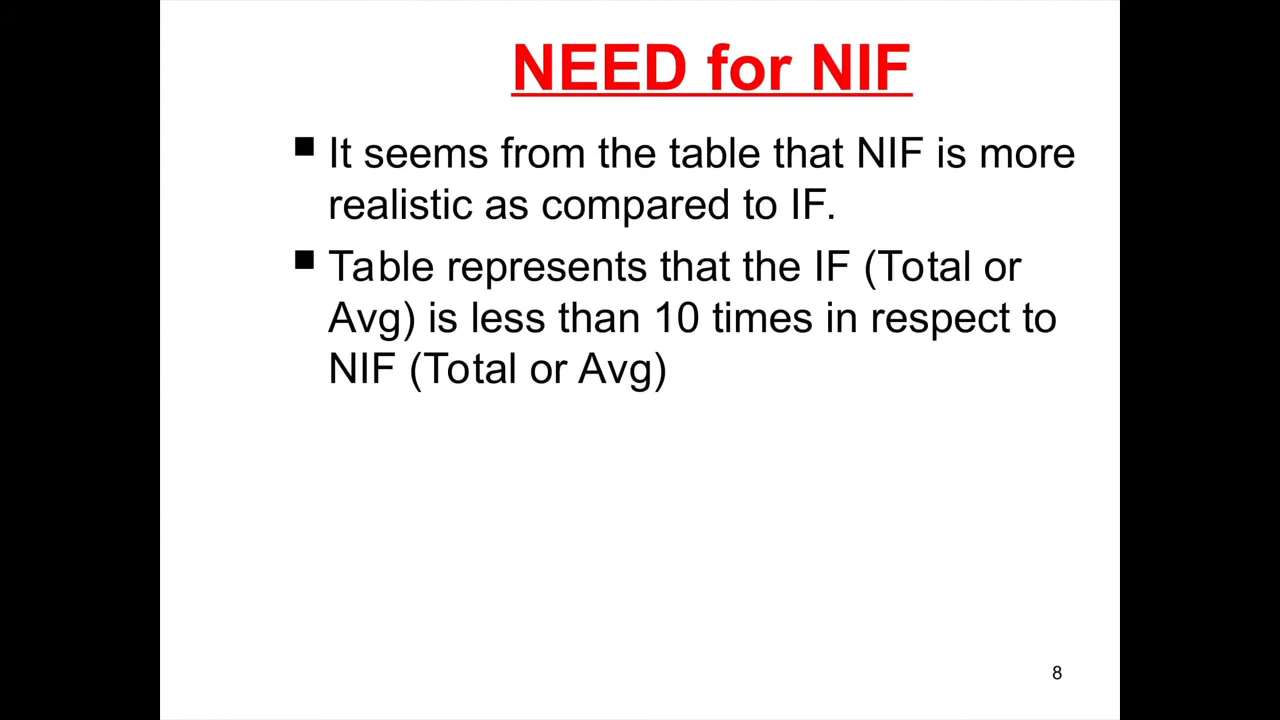 NEED for NIF
■ It seems from the table that NIF is more
realistic as compared to IF.
■ Table represents that the IF (Total or
Avg) is less than 10 times in respect to
NIF (Total or Avg)
8